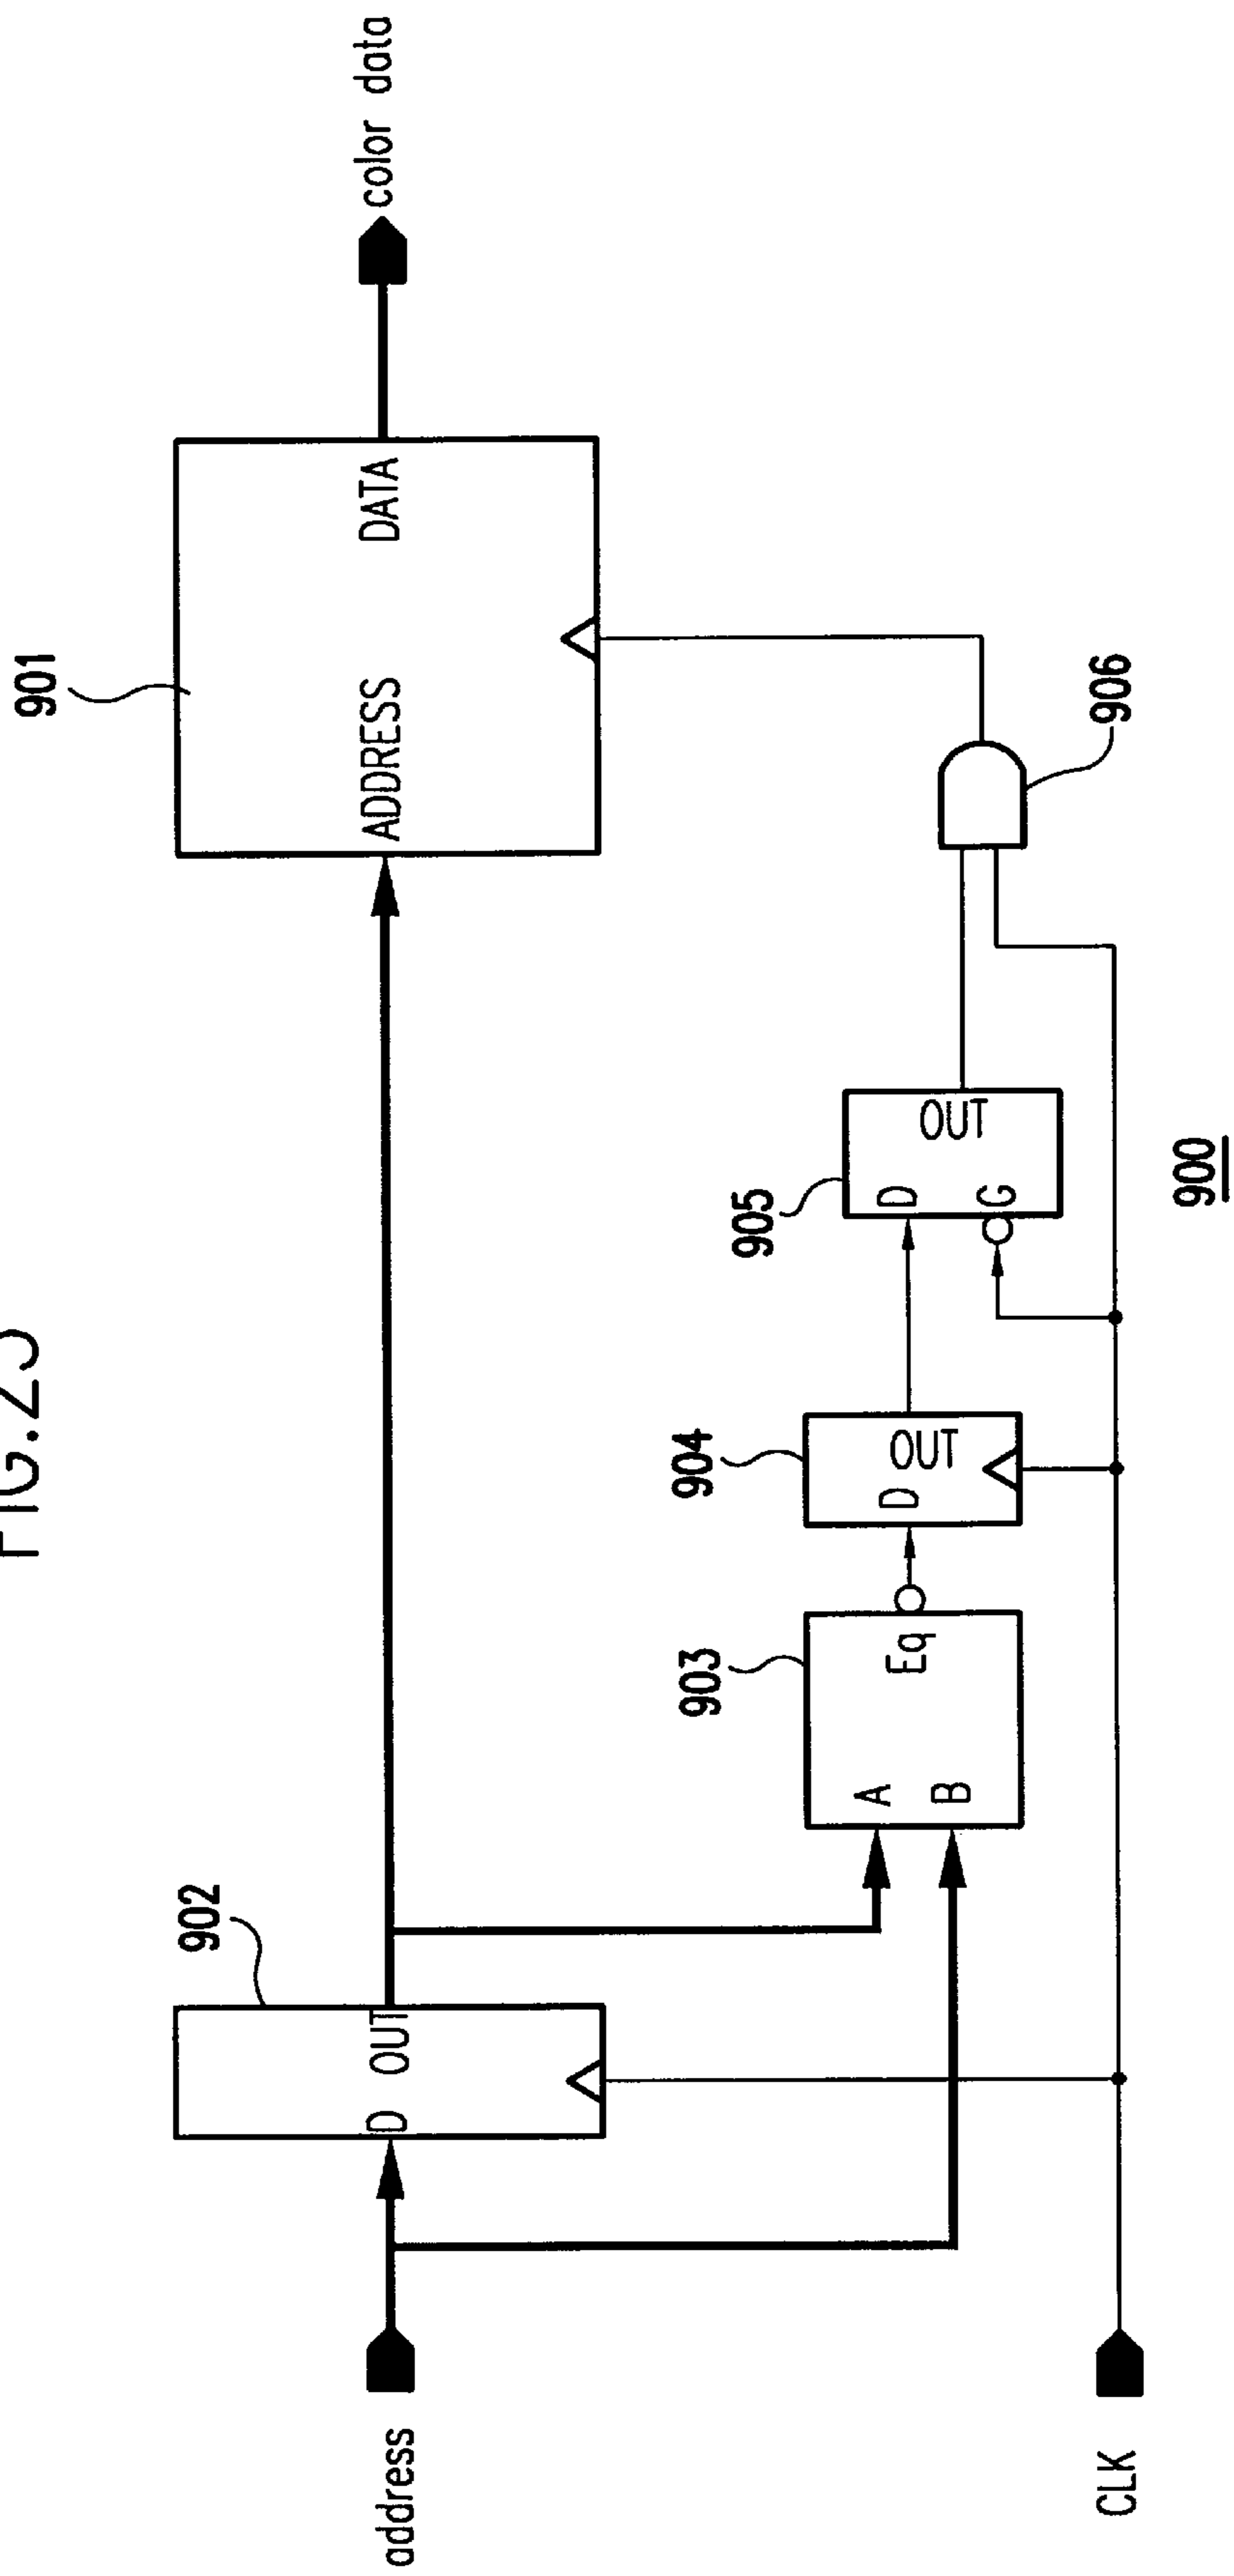 FIG.25
901
ADDRESS
DATA
color data
902
D
OUT
address
903
A
B
Eq
904
D
OUT
905
D
G
OUT
906
CLK
900